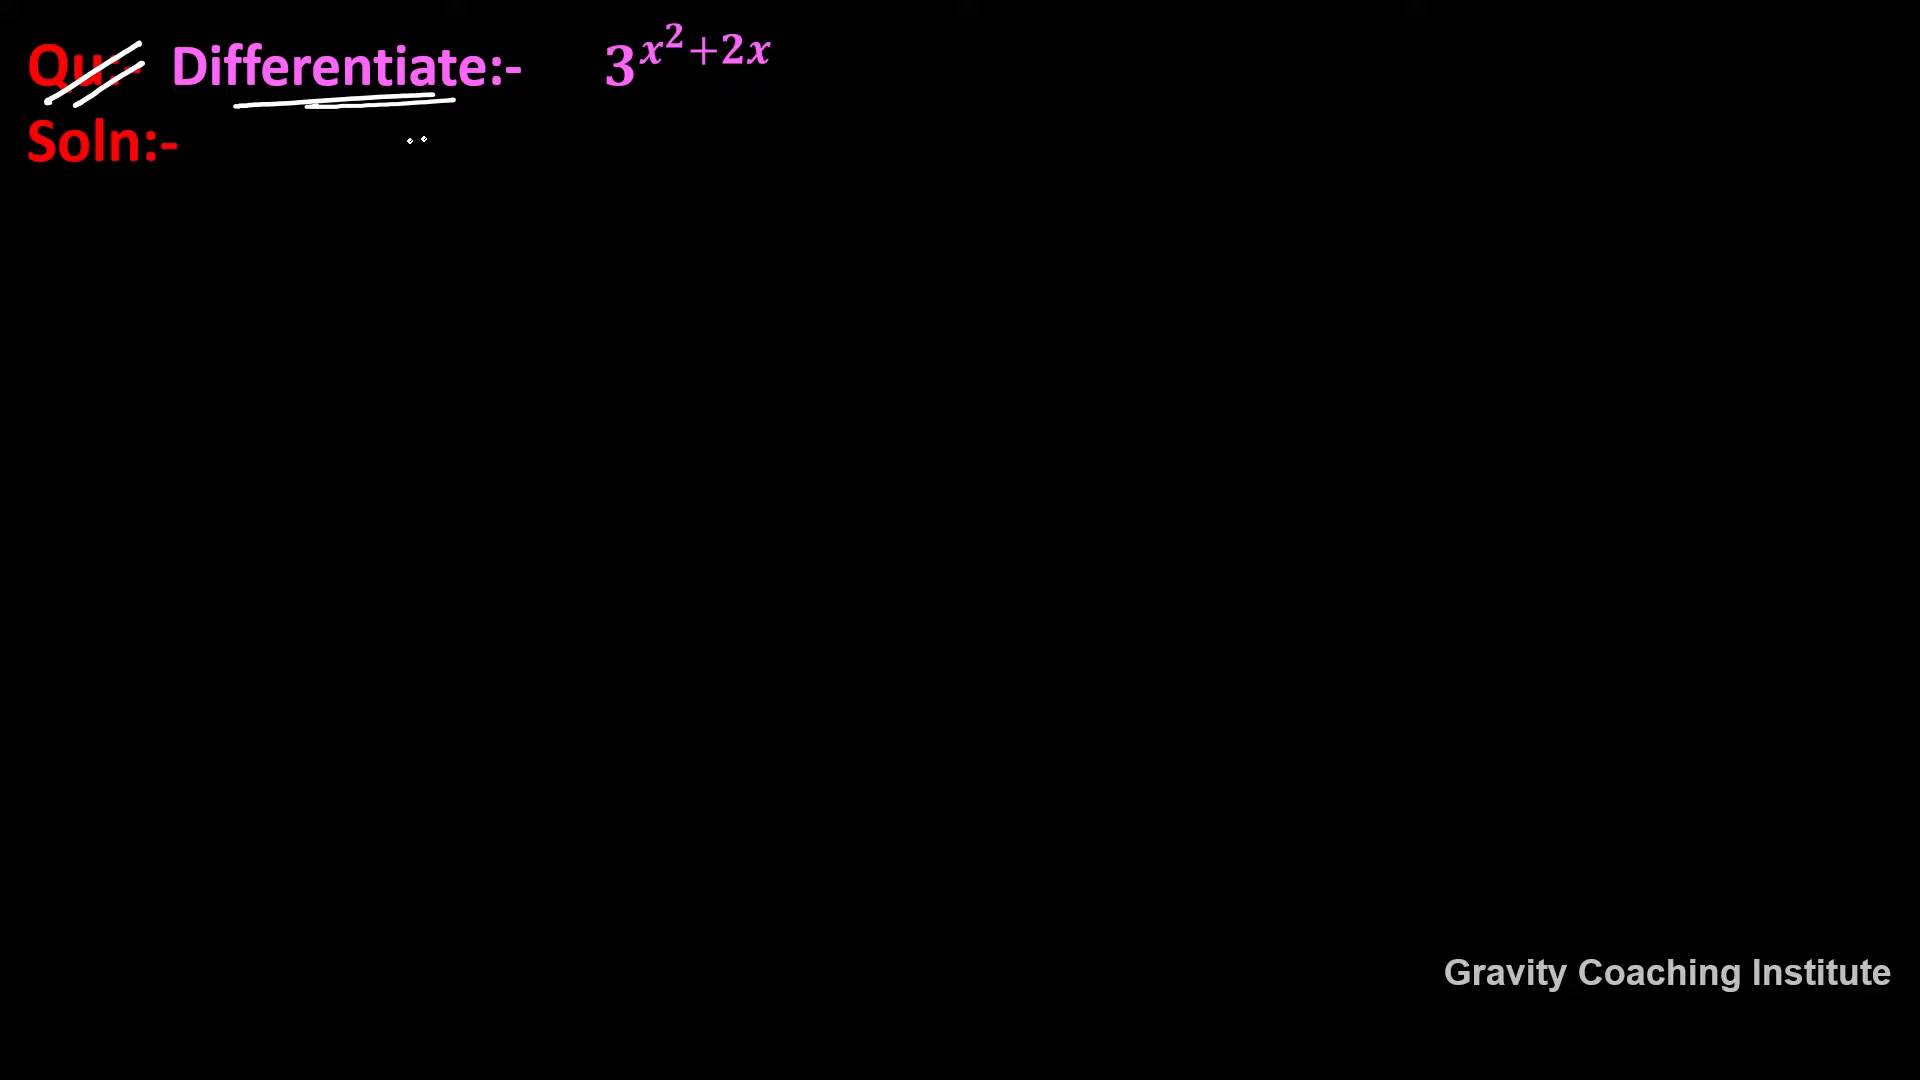 Qu:- Differentiate:- 3^{x^2+2x}
Soln:-
Gravity Coaching Institute